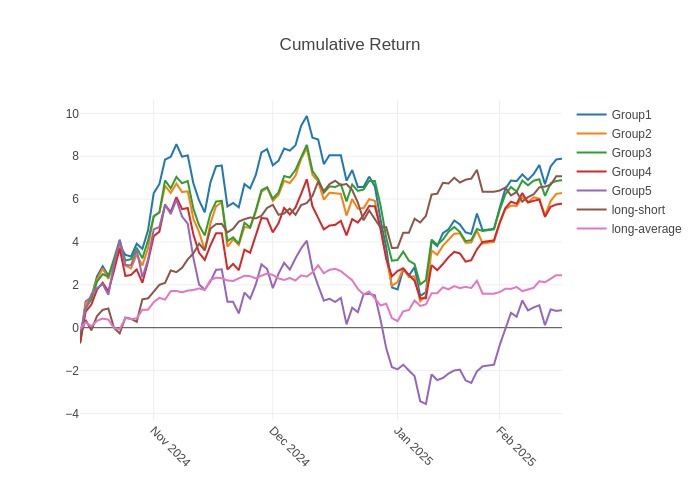 Cumulative Return
10
8
6
4
2
0
−2
−4
Nov 2024
Dec 2024
Jan 2025
Feb 2025
Group1
Group2
Group3
Group4
Group5
long-short
long-average